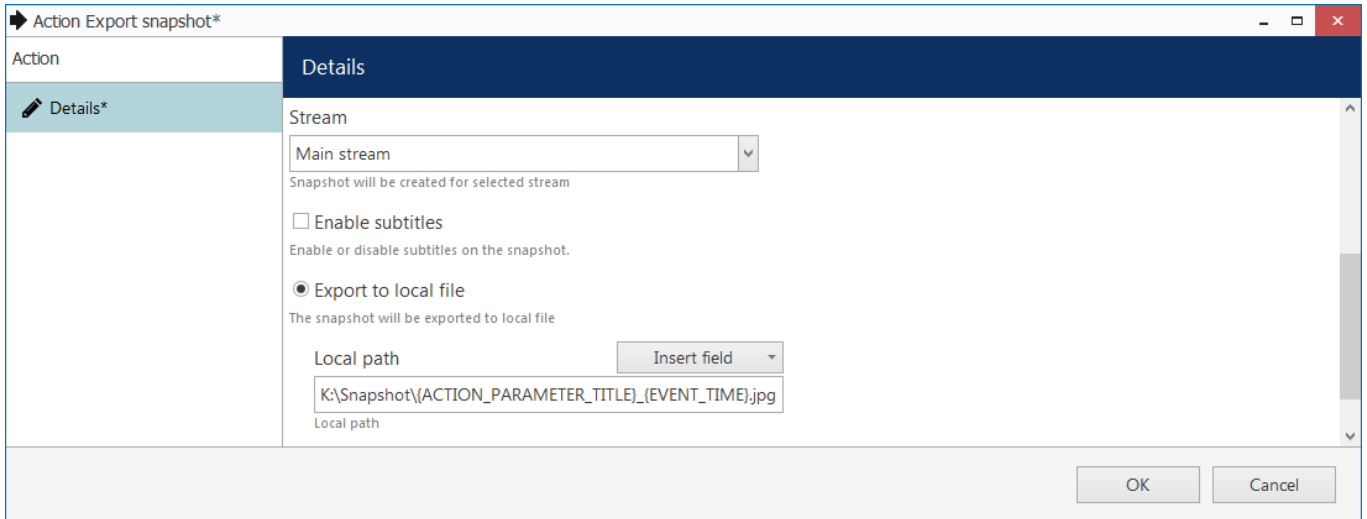 Action Export snapshot*
Action
Details
Details*
Stream
Main stream
Snapshot will be created for selected stream
Enable subtitles
Enable or disable subtitles on the snapshot.
Export to local file
The snapshot will be exported to local file
Local path Insert field
K:\Snapshot\{ACTION_PARAMETER_TITLE}_{EVENT_TIME}.jpg
Local path
OK Cancel